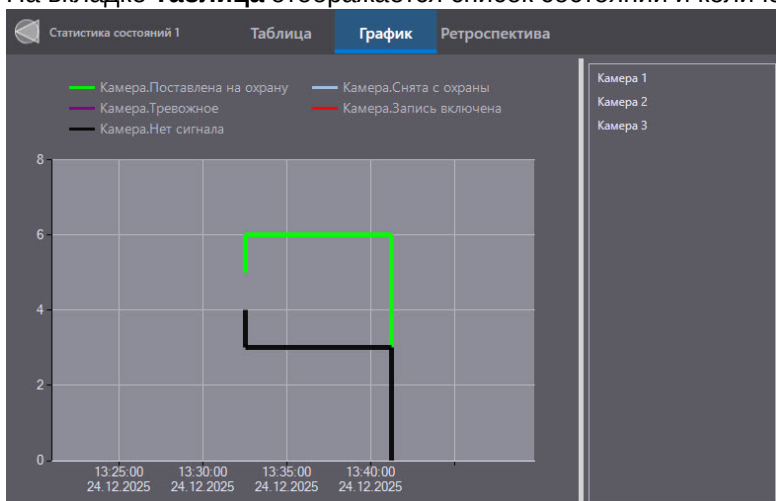 На вкладке Таблица отображается список состояний и количе
Статистика состояний 1 Таблица График Ретроспектива
Камера.Поставлена на охрану Камера.Снята с охраны
Камера.Тревожное Камера.Запись включена
Камера.Нет сигнала
Камера 1
Камера 2
Камера 3
8
6
4
2
0
13:25:00 13:30:00 13:35:00 13:40:00
24.12.2025 24.12.2025 24.12.2025 24.12.2025